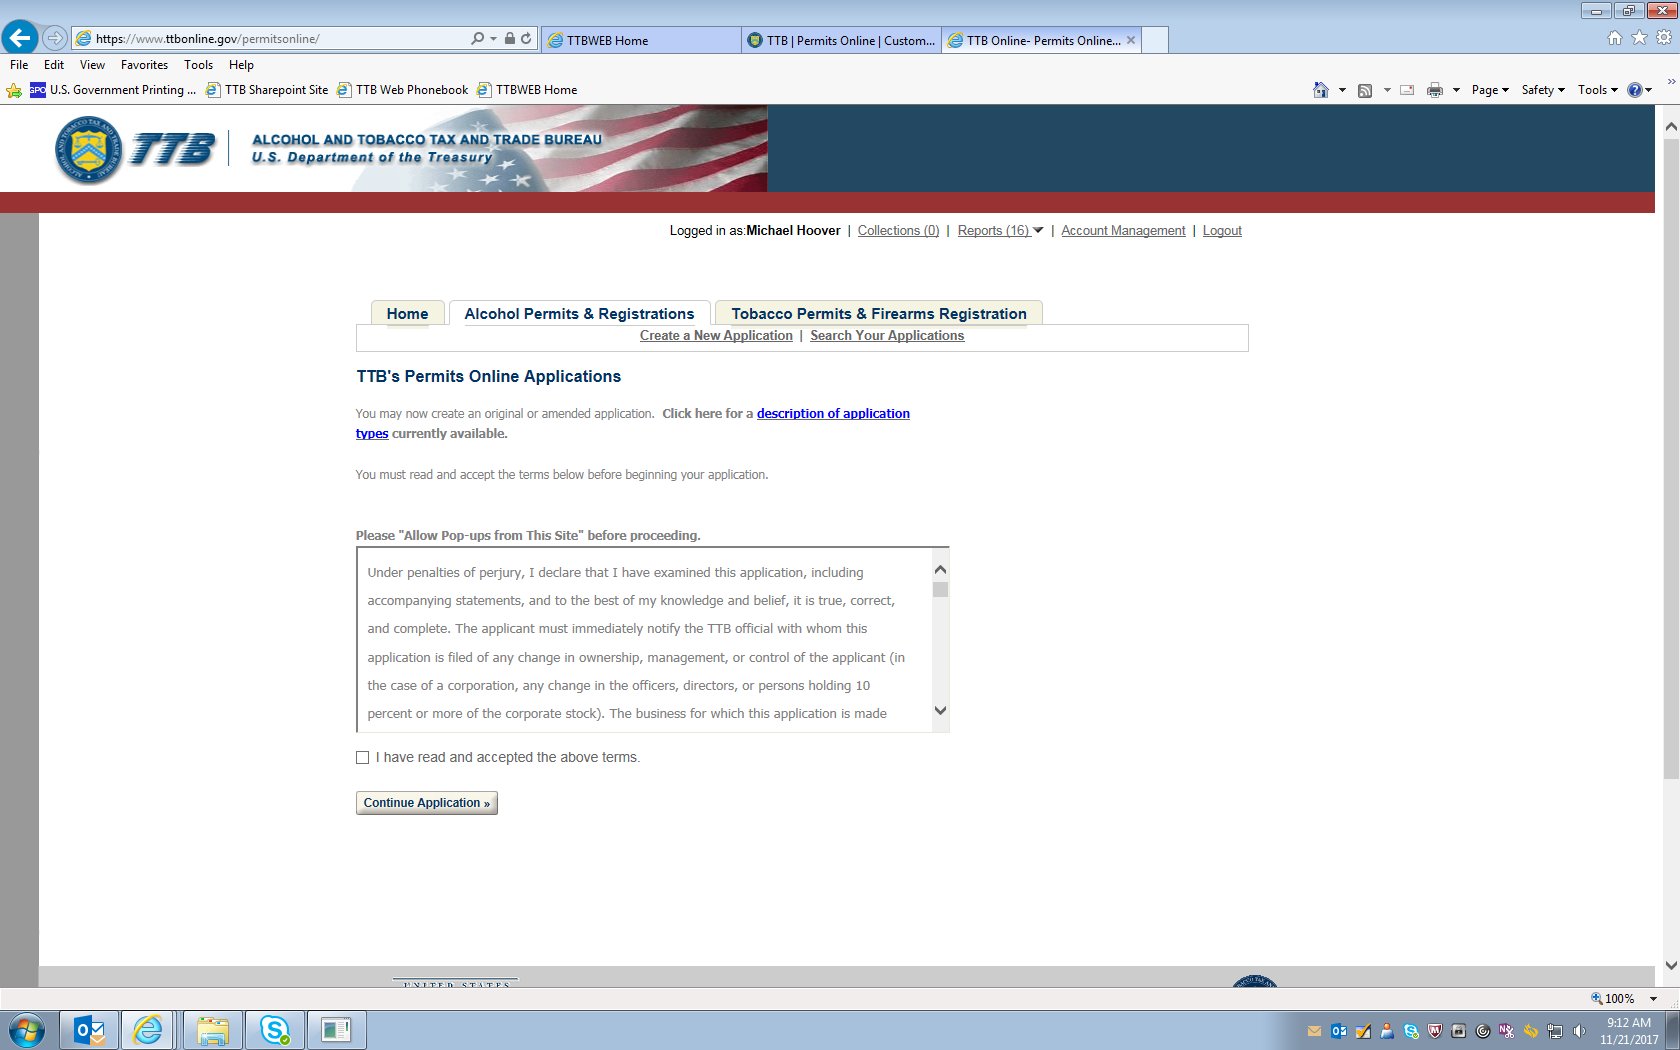 https://www.ttbonline.gov/permitsonline/
TTBWEB Home
TTB | Permits Online | Custom...
TTB Online- Permits Online...
File Edit View Favorites Tools Help
GPO U.S. Government Printing ... TTB Sharepoint Site TTB Web Phonebook TTBWEB Home
Page Safety Tools
TTB
ALCOHOL AND TOBACCO TAX AND TRADE BUREAU
U.S. Department of the Treasury
Logged in as:Michael Hoover | Collections (0) | Reports (16) | Account Management | Logout
Home Alcohol Permits & Registrations Tobacco Permits & Firearms Registration
Create a New Application | Search Your Applications
TTB's Permits Online Applications
You may now create an original or amended application. Click here for a description of application
types currently available.
You must read and accept the terms below before beginning your application.
Please "Allow Pop-ups from This Site" before proceeding.
Under penalties of perjury, I declare that I have examined this application, including
accompanying statements, and to the best of my knowledge and belief, it is true, correct,
and complete. The applicant must immediately notify the TTB official with whom this
application is filed of any change in ownership, management, or control of the applicant (in
the case of a corporation, any change in the officers, directors, or persons holding 10
percent or more of the corporate stock). The business for which this application is made
I have read and accepted the above terms.
Continue Application »
UNITED STATES
100%
9:12 AM
11/21/2017